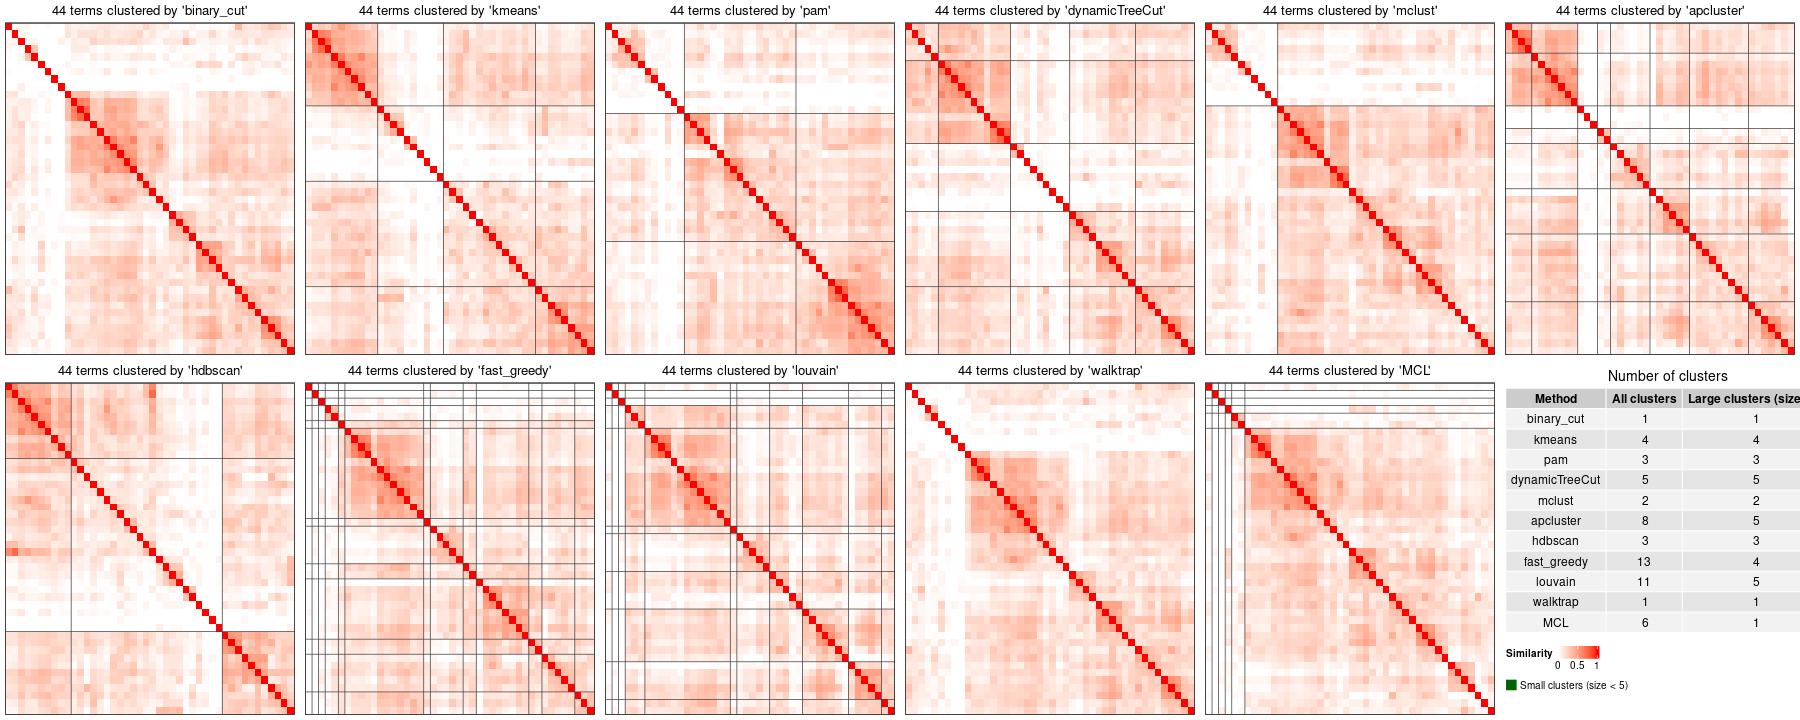 44 terms clustered by 'binary_cut'
44 terms clustered by 'kmeans'
44 terms clustered by 'pam'
44 terms clustered by 'dynamicTreeCut'
44 terms clustered by 'mclust'
44 terms clustered by 'apcluster'
44 terms clustered by 'hdbscan'
44 terms clustered by 'fast_greedy'
44 terms clustered by 'louvain'
44 terms clustered by 'walktrap'
44 terms clustered by 'MCL'
Number of clusters
Method All clusters Large clusters (size
binary_cut 1 1
kmeans 4 4
pam 3 3
dynamicTreeCut 5 5
mclust 2 2
apcluster 8 5
hdbscan 3 3
fast_greedy 13 4
louvain 11 5
walktrap 1 1
MCL 6 1
Similarity
0 0.5 1
Small clusters (size < 5)